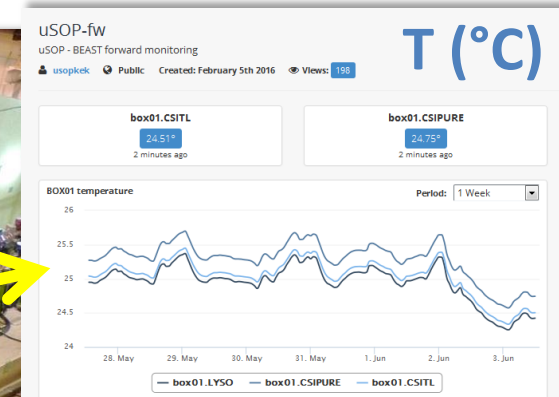 uSOP-fw
T (°C)
uSOP - BEAST forward monitoring
usopkek Public Created: February 5th 2016 Views: 198
box01.CSITL
24.51°
2 minutes ago
box01.CSIPURE
24.75°
2 minutes ago
BOX01 temperature
Period: 1 Week
26
25.5
25
24.5
24
28. May 29. May 30. May 31. May 1. Jun 2. Jun 3. Jun
box01.LYSO box01.CSIPURE box01.CSITL